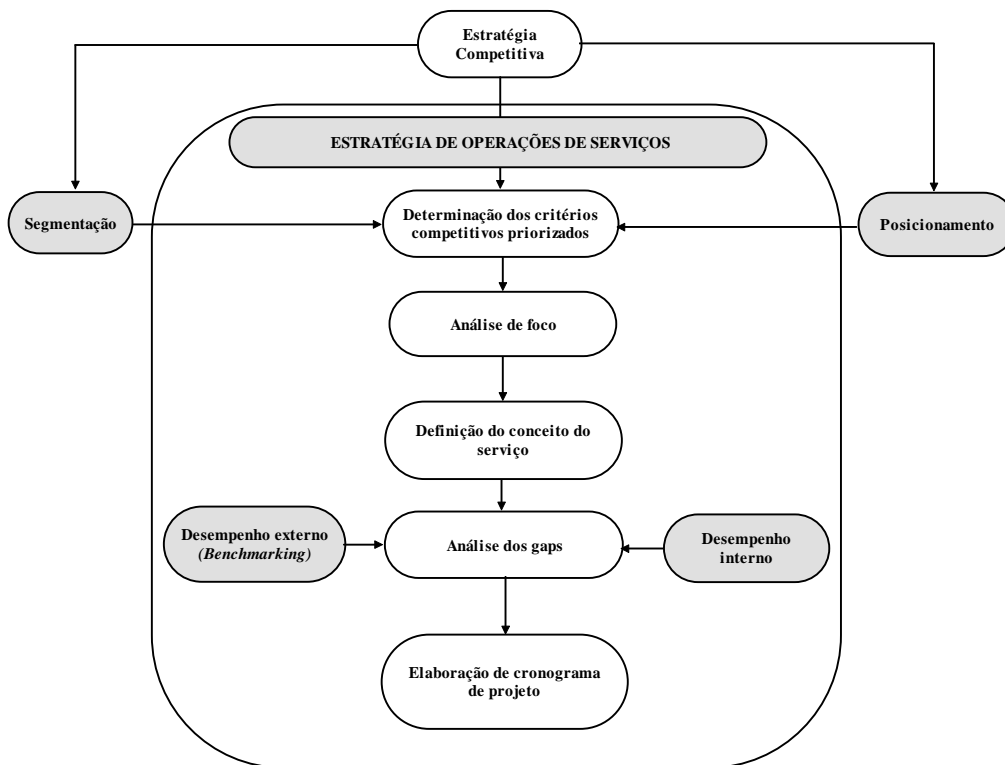 Estratégia
Competitiva
ESTRATÉGIA DE OPERAÇÕES DE SERVIÇOS
Segmentação
Determinação dos critérios
competitivos priorizados
Posicionamento
Análise de foco
Definição do conceito do
serviço
Desempenho externo
(Benchmarking)
Análise dos gaps
Desempenho
interno
Elaboração de cronograma
de projeto